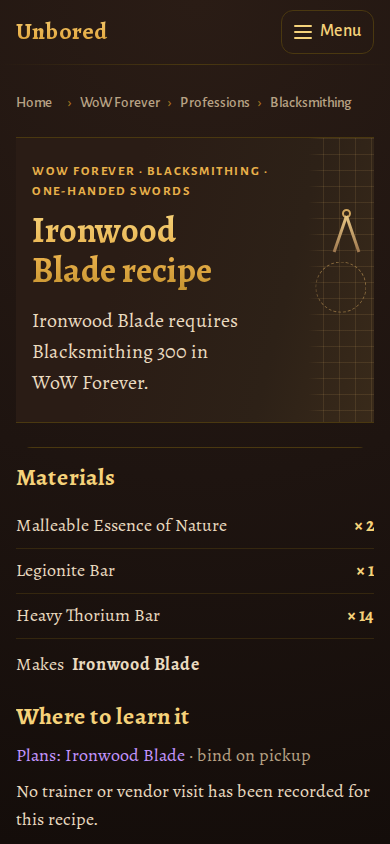 Unbored
Menu
Home › WoW Forever › Professions › Blacksmithing
WOW FOREVER · BLACKSMITHING ·
ONE-HANDED SWORDS
Ironwood
Blade recipe
Ironwood Blade requires
Blacksmithing 300 in
WoW Forever.
Materials
Malleable Essence of Nature × 2
Legionite Bar × 1
Heavy Thorium Bar × 14
Makes Ironwood Blade
Where to learn it
Plans: Ironwood Blade · bind on pickup
No trainer or vendor visit has been recorded for
this recipe.